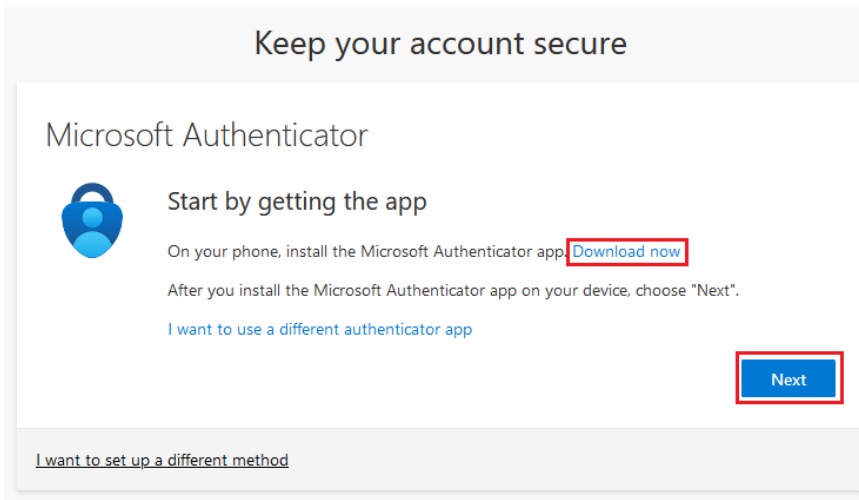 Keep your account secure
Microsoft Authenticator
Start by getting the app
On your phone, install the Microsoft Authenticator app. Download now
After you install the Microsoft Authenticator app on your device, choose "Next".
I want to use a different authenticator app
Next
I want to set up a different method